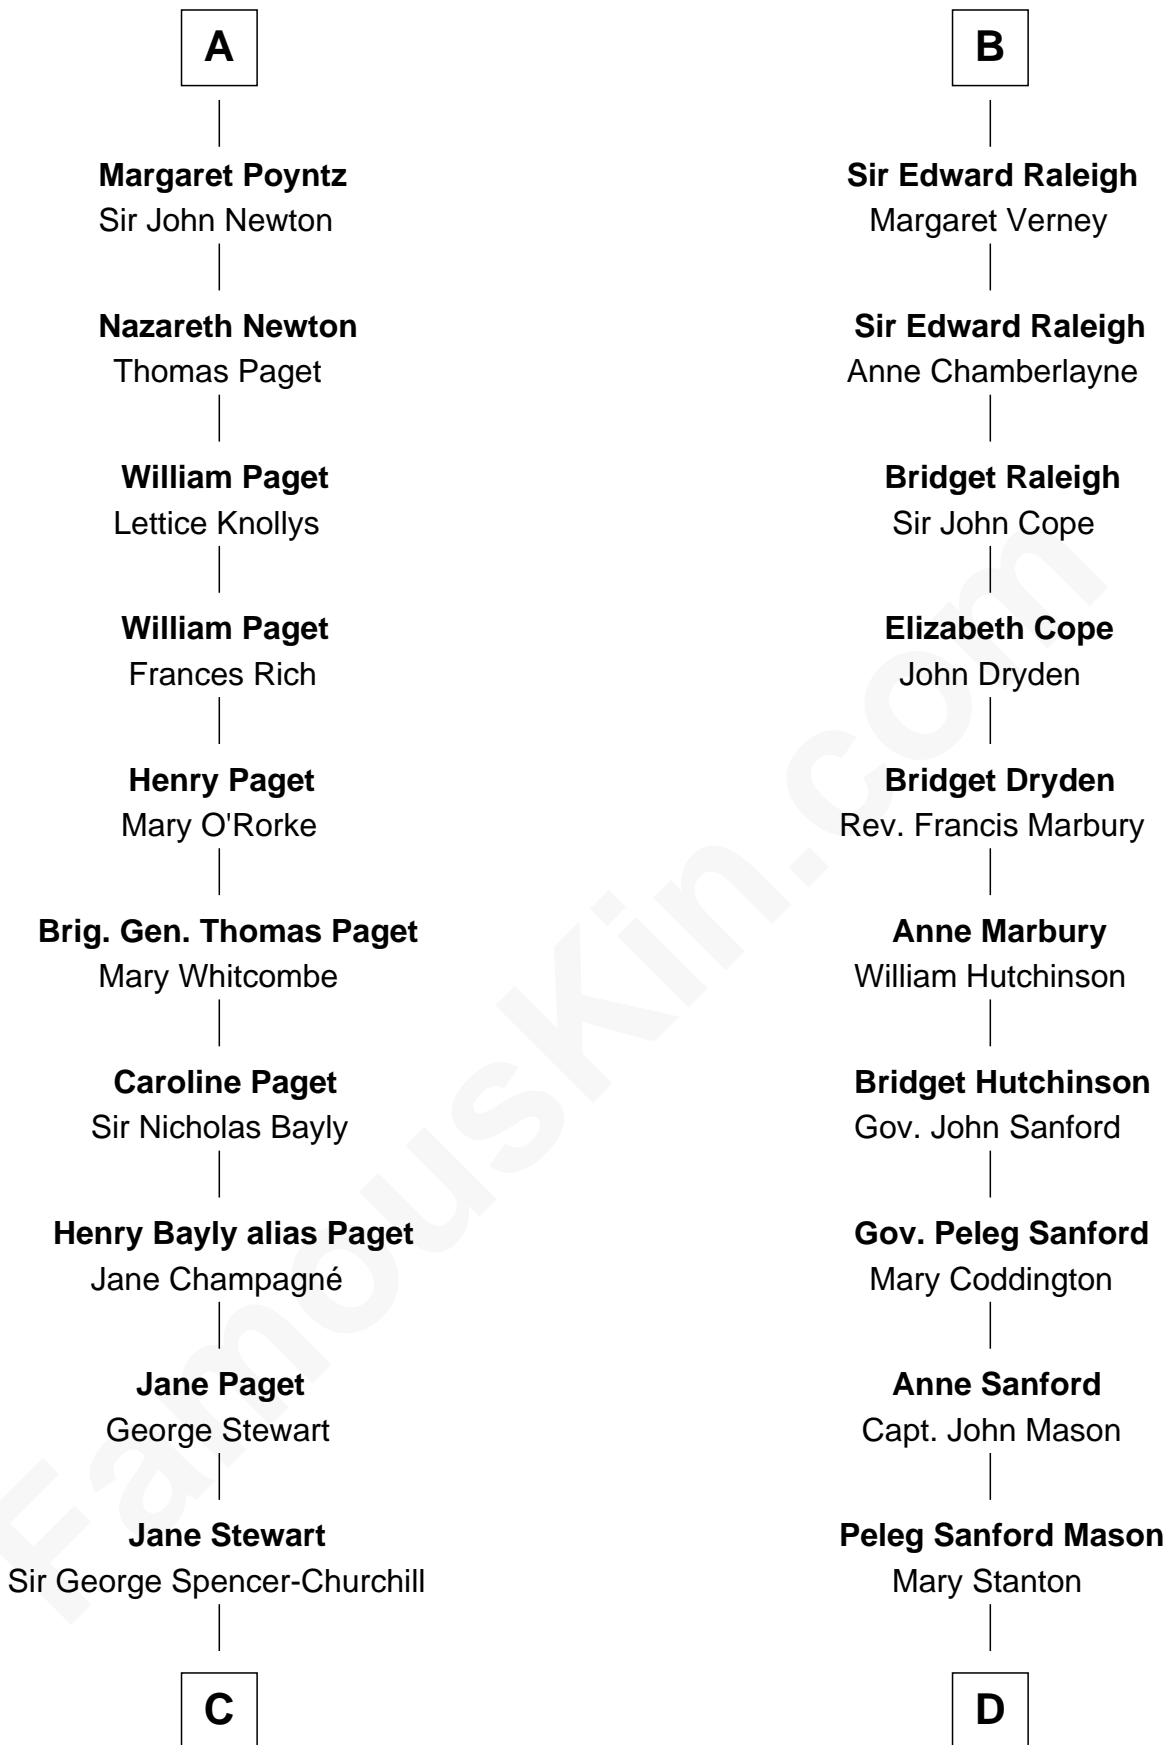 A
Margaret Poyntz
Sir John Newton
Nazareth Newton
Thomas Paget
William Paget
Lettice Knollys
William Paget
Frances Rich
Henry Paget
Mary O'Rorke
Brig. Gen. Thomas Paget
Mary Whitcombe
Caroline Paget
Sir Nicholas Bayly
Henry Bayly alias Paget
Jane Champagné
Jane Paget
George Stewart
Jane Stewart
Sir George Spencer-Churchill
C
B
Sir Edward Raleigh
Margaret Verney
Sir Edward Raleigh
Anne Chamberlayne
Bridget Raleigh
Sir John Cope
Elizabeth Cope
John Dryden
Bridget Dryden
Rev. Francis Marbury
Anne Marbury
William Hutchinson
Bridget Hutchinson
Gov. John Sanford
Gov. Peleg Sanford
Mary Coddington
Anne Sanford
Capt. John Mason
Peleg Sanford Mason
Mary Stanton
D
FamousKin.com